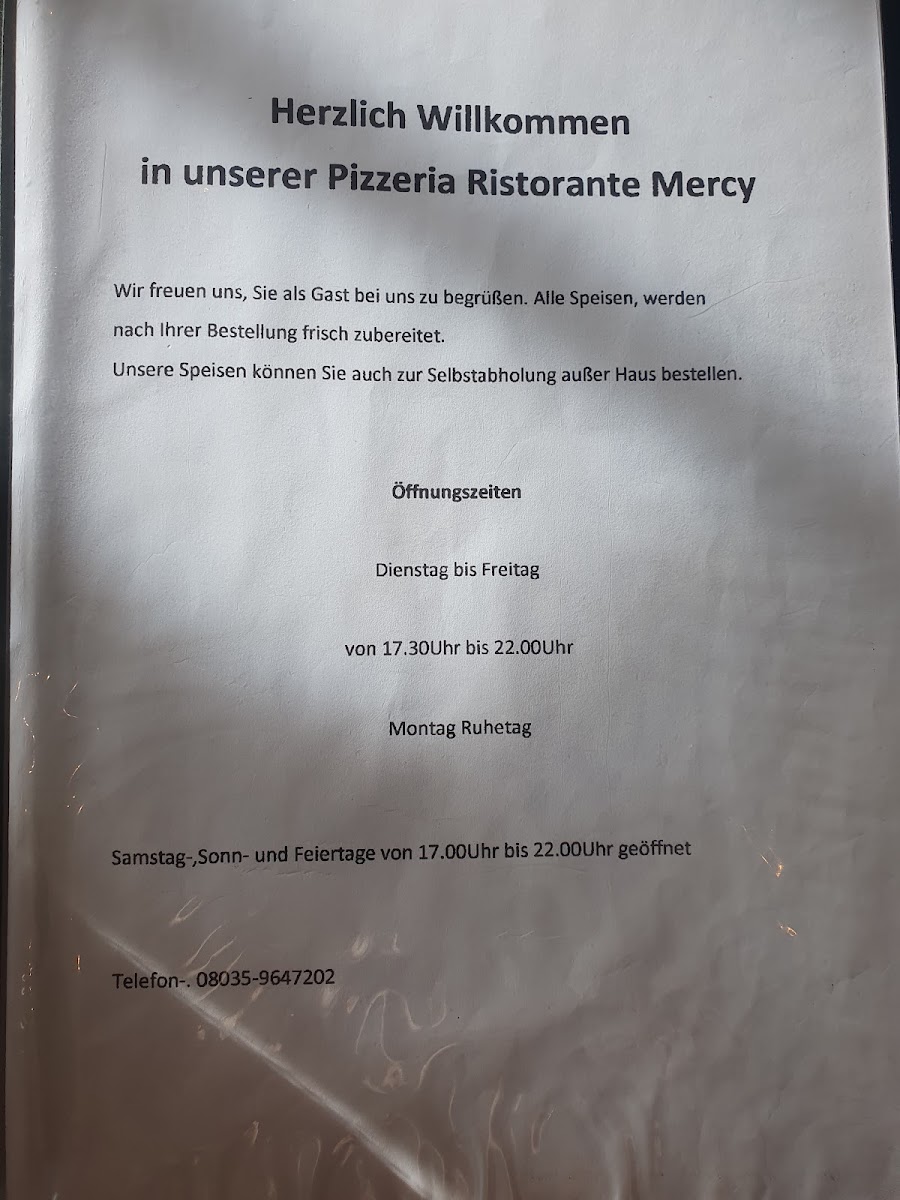 Herzlich Willkommen
in unserer Pizzeria Ristorante Mercy
Wir freuen uns, Sie als Gast bei uns zu begrüßen. Alle Speisen, werden
nach Ihrer Bestellung frisch zubereitet.
Unsere Speisen können Sie auch zur Selbstabholung außer Haus bestellen.
Öffnungszeiten
Dienstag bis Freitag
von 17.30Uhr bis 22.00Uhr
Montag Ruhetag
Samstag-,Sonn- und Feiertage von 17.00Uhr bis 22.00Uhr geöffnet
Telefon-. 08035-9647202